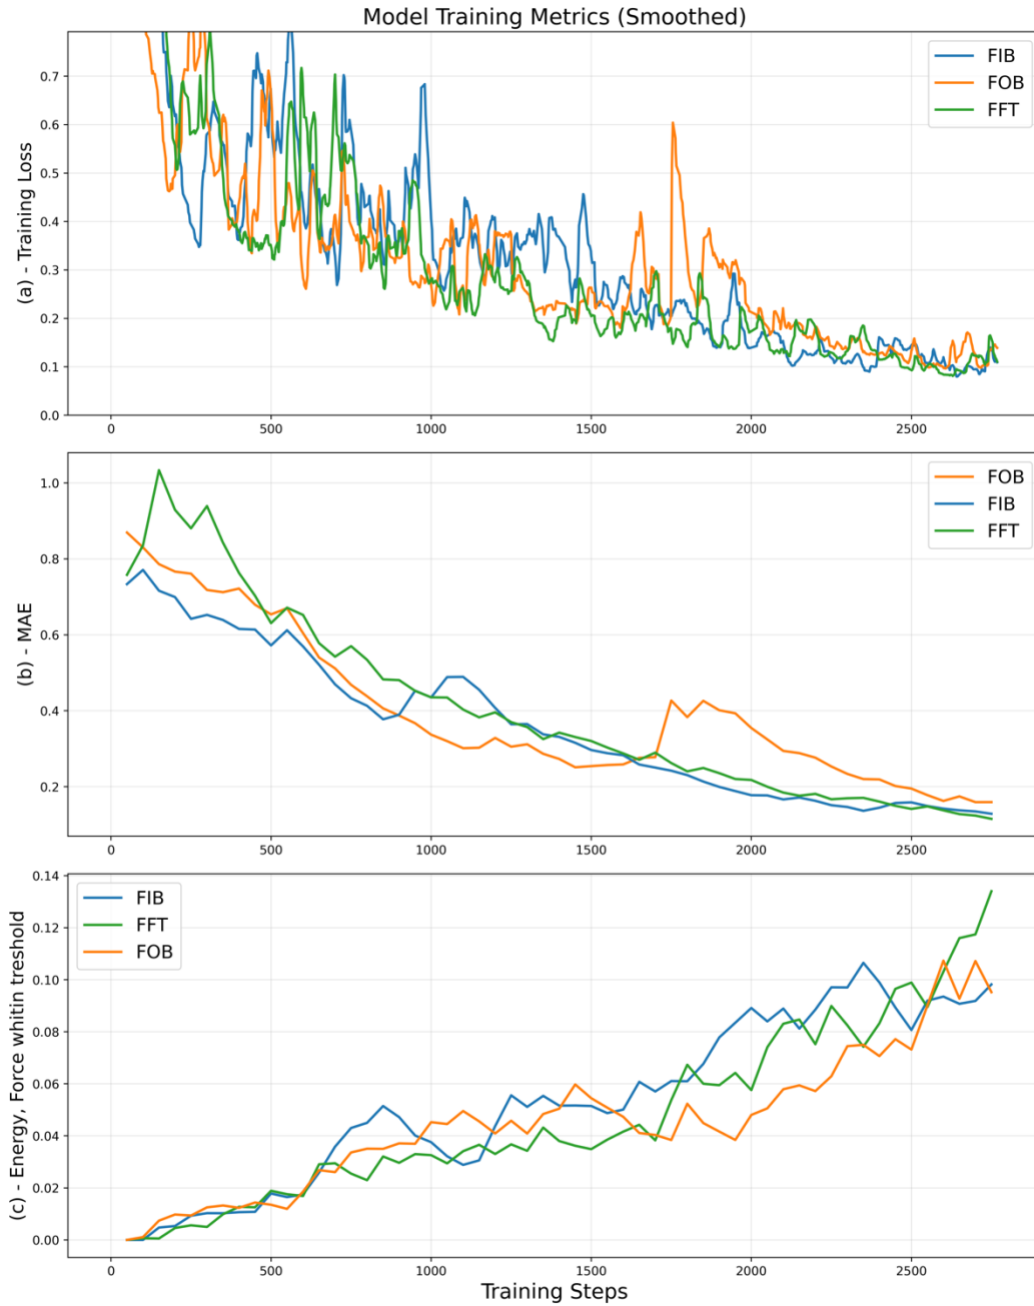 Model Training Metrics (Smoothed)
(a) - Training Loss
0.7
0.6
0.5
0.4
0.3
0.2
0.1
0.0
FIB
FOB
FFT
0
500
1000
1500
2000
2500
(b) - MAE
1.0
0.8
0.6
0.4
0.2
FOB
FIB
FFT
0
500
1000
1500
2000
2500
(c) - Energy, Force whitin treshold
0.14
0.12
0.10
0.08
0.06
0.04
0.02
0.00
FIB
FFT
FOB
0
500
1000
1500
2000
2500
Training Steps